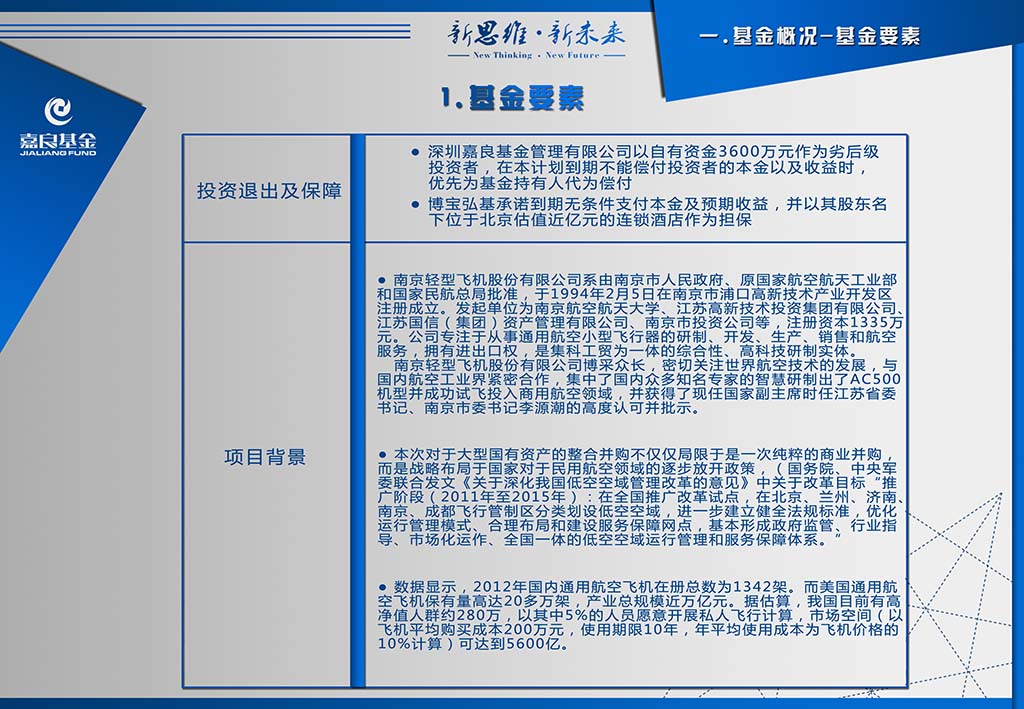 新思维·新未来
New Thinking · New Future
一.基金概况-基金要素
嘉良基金
JIALIANG FUND
1.基金要素
投资退出及保障
● 深圳嘉良基金管理有限公司以自有资金3600万元作为劣后级
投资者，在本计划到期不能偿付投资者的本金以及收益时，
优先为基金持有人代为偿付
● 博宝弘基承诺到期无条件支付本金及预期收益，并以其股东名
下位于北京估值近亿元的连锁酒店作为担保
项目背景
● 南京轻型飞机股份有限公司系由南京市人民政府、原国家航空航天工业部
和国家民航总局批准，于1994年2月5日在南京市浦口高新技术产业开发区
注册成立。发起单位为南京航空航天大学、江苏高新技术投资集团有限公司、
江苏国信（集团）资产管理有限公司、南京市投资公司等，注册资本1335万
元。公司专注于从事通用航空小型飞行器的研制、开发、生产、销售和航空
服务，拥有进出口权，是集科工贸为一体的综合性、高科技研制实体。
南京轻型飞机股份有限公司博采众长，密切关注世界航空技术的发展，与
国内航空工业界紧密合作，集中了国内众多知名专家的智慧研制出了AC500
机型并成功试飞投入商用航空领域，并获得了现任国家副主席时任江苏省委
书记、南京市委书记李源潮的高度认可并批示。
● 本次对于大型国有资产的整合并购不仅仅局限于是一次纯粹的商业并购，
而是战略布局于国家对于民用航空领域的逐步放开政策，（国务院、中央军
委联合发文《关于深化我国低空空域管理改革的意见》中关于改革目标“推
广阶段（2011年至2015年）：在全国推广改革试点，在北京、兰州、济南、
南京、成都飞行管制区分类划设低空空域，进一步建立健全法规标准，优化
运行管理模式、合理布局和建设服务保障网点，基本形成政府监管、行业指
导、市场化运作、全国一体的低空空域运行管理和服务保障体系。”
● 数据显示，2012年国内通用航空飞机在册总数为1342架。而美国通用航
空飞机保有量高达20多万架，产业总规模近万亿元。据估算，我国目前有高
净值人群约280万，以其中5%的人员愿意开展私人飞行计算，市场空间（以
飞机平均购买成本200万元，使用期限10年，年平均使用成本为飞机价格的
10%计算）可达到5600亿。